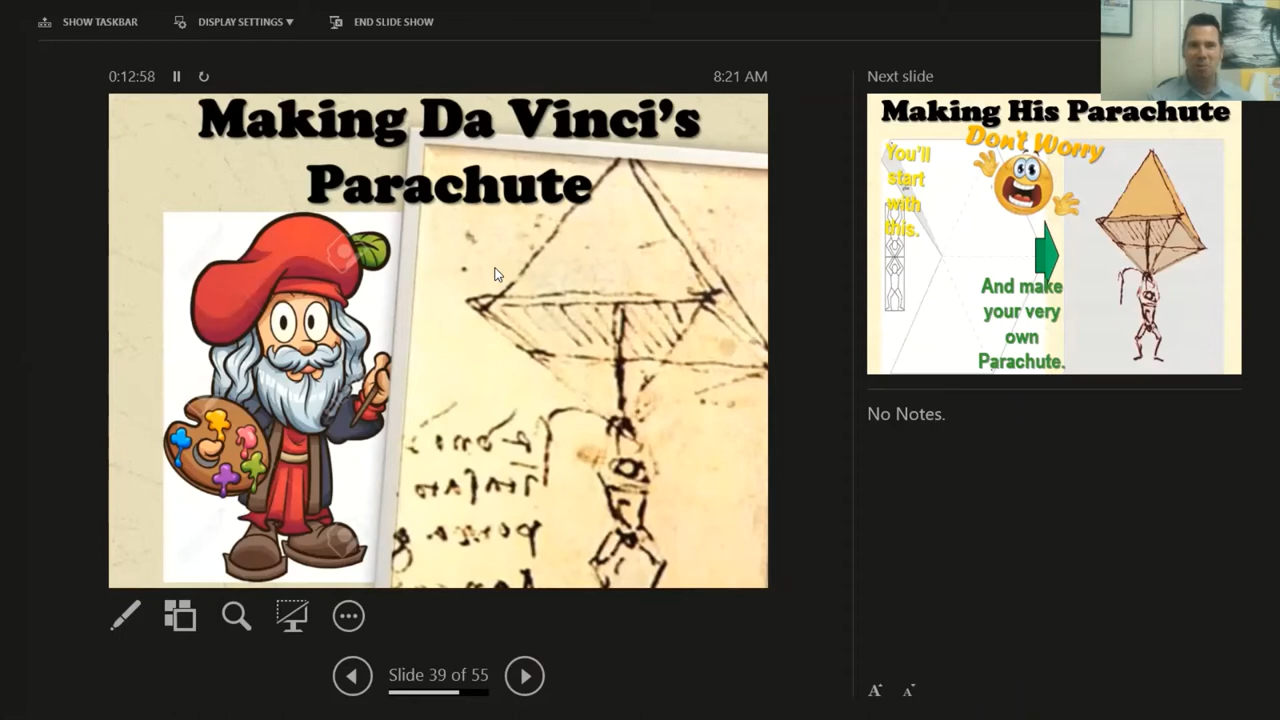 SHOW TASKBAR
DISPLAY SETTINGS ▼
END SLIDE SHOW
0:12:58
8:21 AM
Making Da Vinci's
Parachute
Slide 39 of 55
Next slide
Making His Parachute
Don't Worry
You'll
start
with
this.
And make
your very
own
Parachute.
No Notes.
A
A